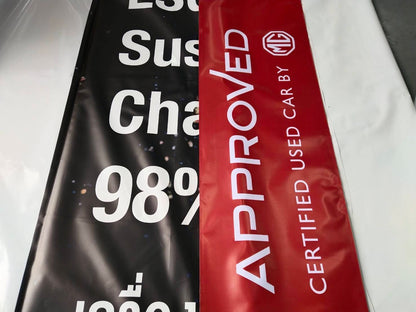 Sus
Cha
98%
APPROVED
CERTIFIED USED CAR BY MG